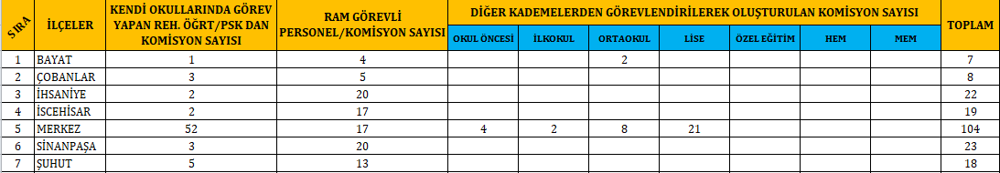 SIRA İLÇELER KENDİ OKULLARINDA GÖREV YAPAN REH. ÖĞRT/PSK DAN KOMİSYON SAYISI RAM GÖREVLİ PERSONEL/KOMİSYON SAYISI DİĞER KADEMELERDEN GÖREVLENDİRİLEREK OLUŞTURULAN KOMİSYON SAYISI TOPLAM
OKUL ÖNCESİ İLKOKUL ORTAOKUL LİSE ÖZEL EĞİTİM HEM MEM
1 BAYAT 1 4 2 7
2 ÇOBANLAR 3 5 8
3 İHSANİYE 2 20 22
4 İSCEHİSAR 2 17 19
5 MERKEZ 52 17 4 2 8 21 104
6 SİNANPAŞA 3 20 23
7 ŞUHUT 5 13 18